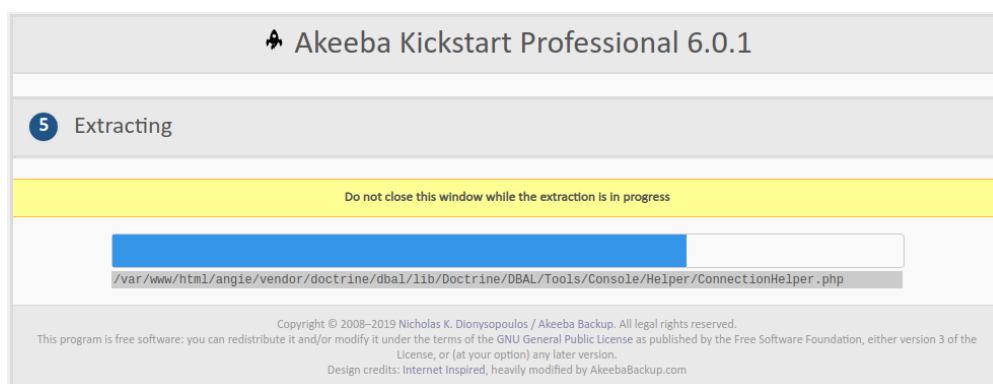 Akeeba Kickstart Professional 6.0.1
5 Extracting
Do not close this window while the extraction is in progress
/var/www/html/angie/vendor/doctrine/dbal/lib/Doctrine/DBAL/Tools/Console/Helper/ConnectionHelper.php
Copyright © 2008–2019 Nicholas K. Dionysopoulos / Akeeba Backup. All legal rights reserved.
This program is free software: you can redistribute it and/or modify it under the terms of the GNU General Public License as published by the Free Software Foundation, either version 3 of the
License, or (at your option) any later version.
Design credits: Internet Inspired, heavily modified by AkeebaBackup.com